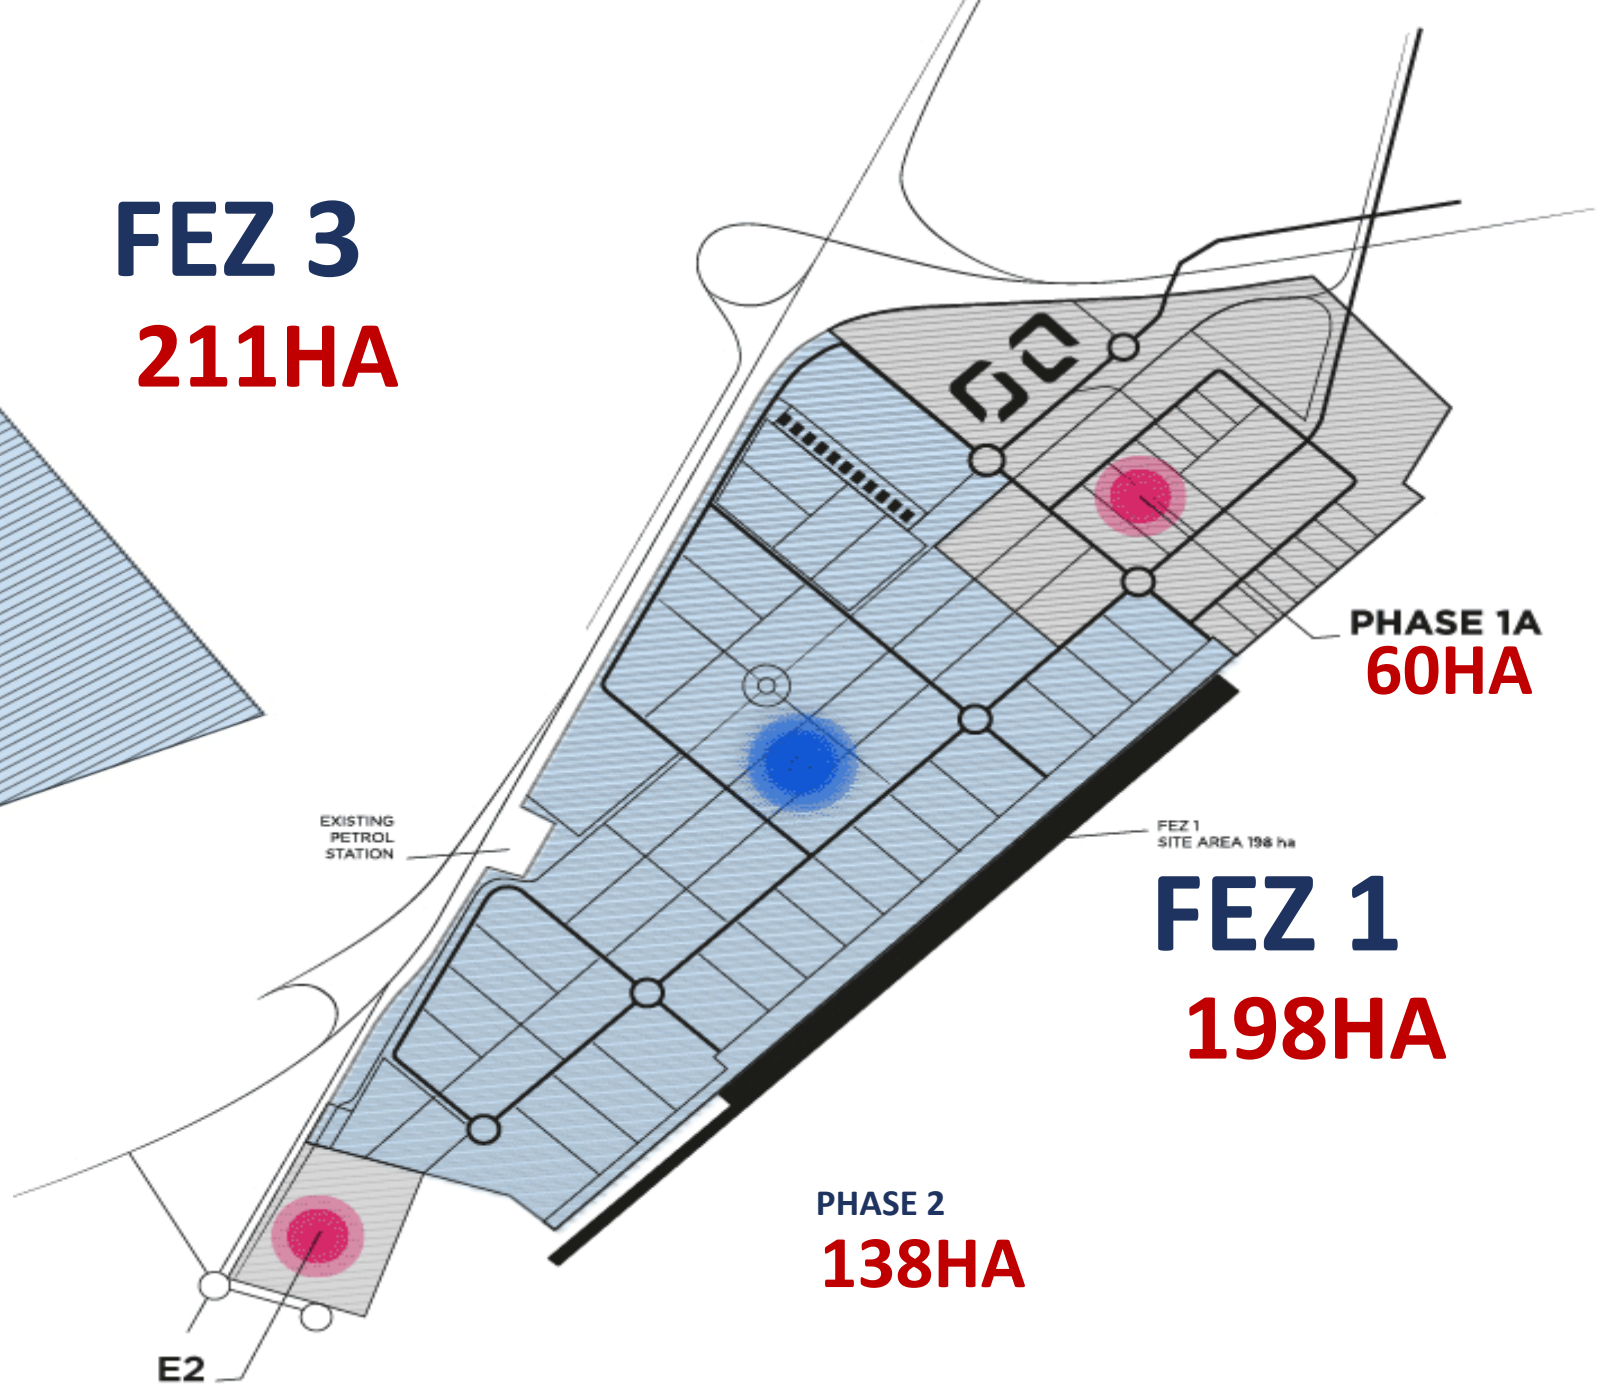 FEZ 3
211HA
PHASE 1A
60HA
EXISTING
PETROL
STATION
FEZ 1
SITE AREA 198 ha
FEZ 1
198HA
PHASE 2
138HA
E2